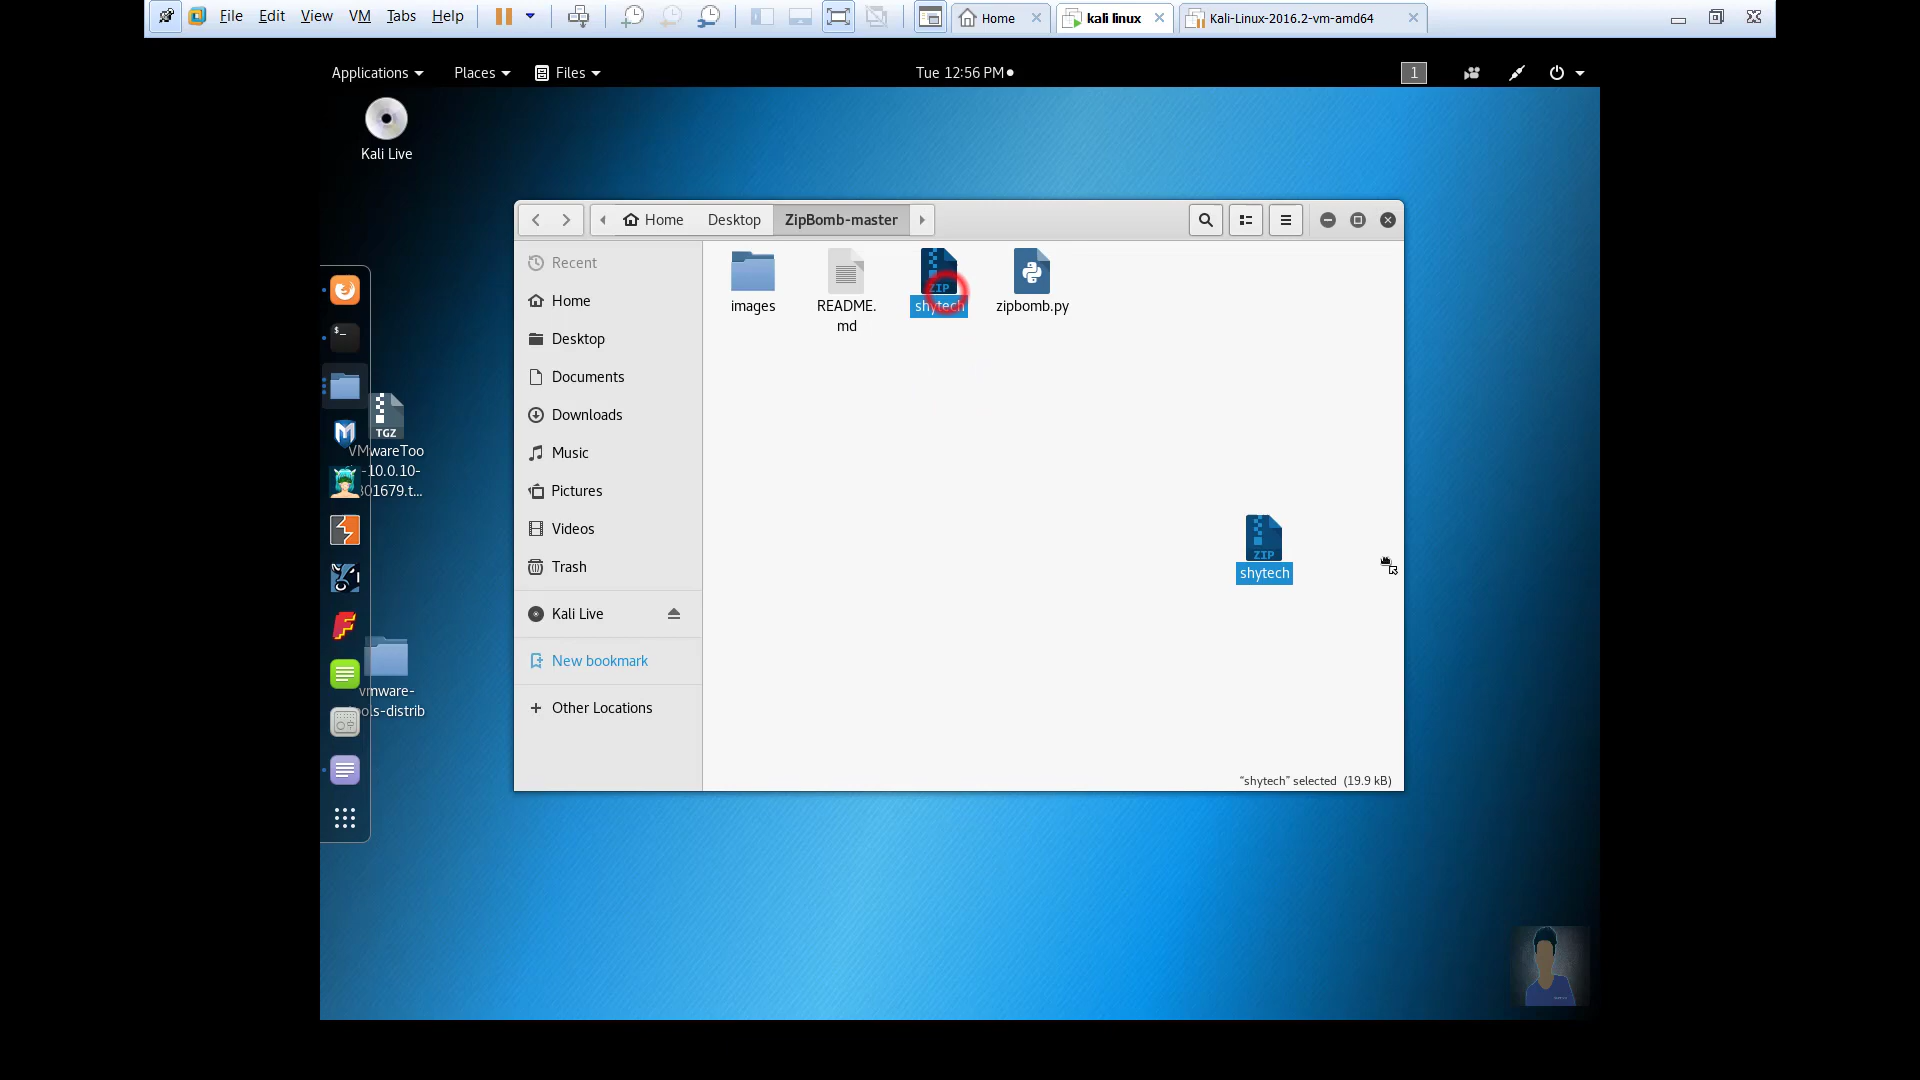 File Edit View VM Tabs Help
Home
kali linux
Kali-Linux-2016.2-vm-amd64
Applications
Places
Files
Tue 12:56 PM
1
Kali Live
Home
Desktop
ZipBomb-master
Recent
Home
Desktop
Documents
Downloads
Music
Pictures
Videos
Trash
Kali Live
New bookmark
Other Locations
images
README.
md
ZIP
shytech
zipbomb.py
ZIP
shytech
TGZ
VMwareToo
-10.0.10-
301679.t...
vmware-
ols-distrib
"shytech" selected (19.9 kB)